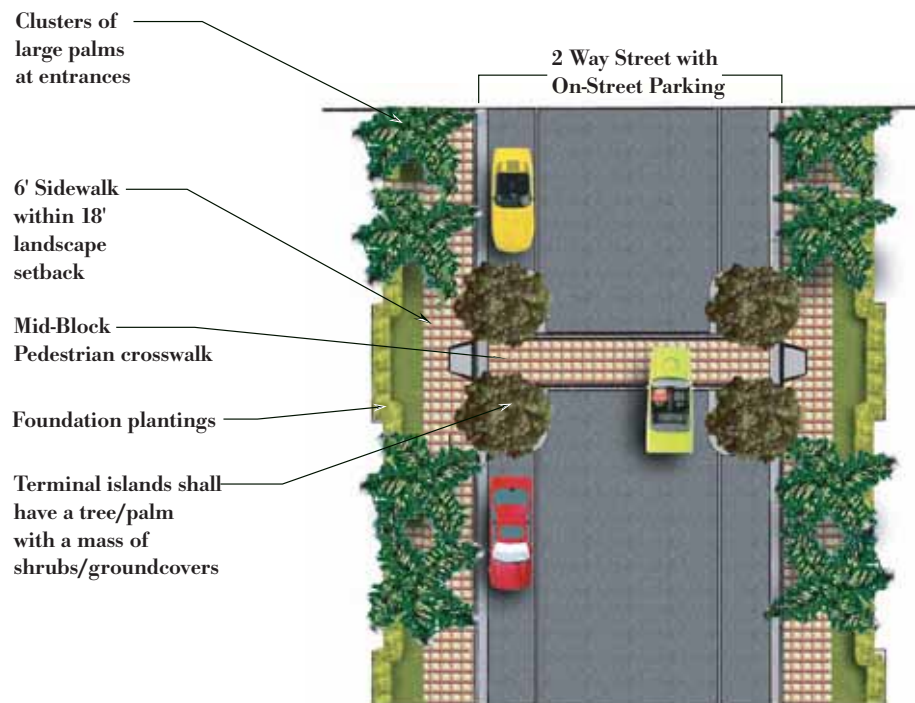 Clusters of
large palms
at entrances
2 Way Street with
On-Street Parking
6' Sidewalk
within 18'
landscape
setback
Mid-Block
Pedestrian crosswalk
Foundation plantings
Terminal islands shall
have a tree/palm
with a mass of
shrubs/groundcovers